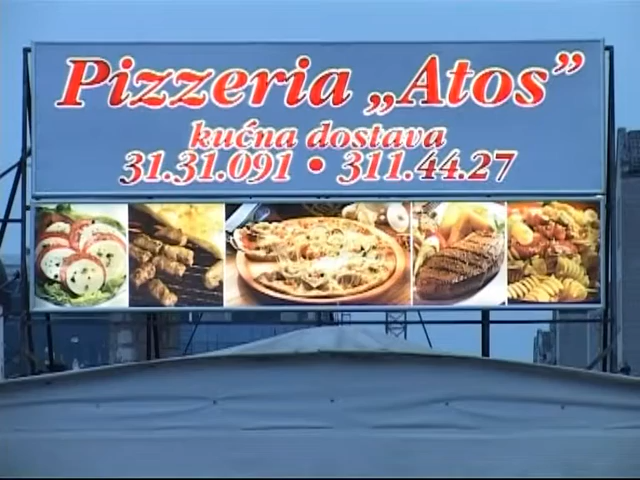 Pizzeria „Atos”
kućna dostava
31.31.091 • 311.44.27